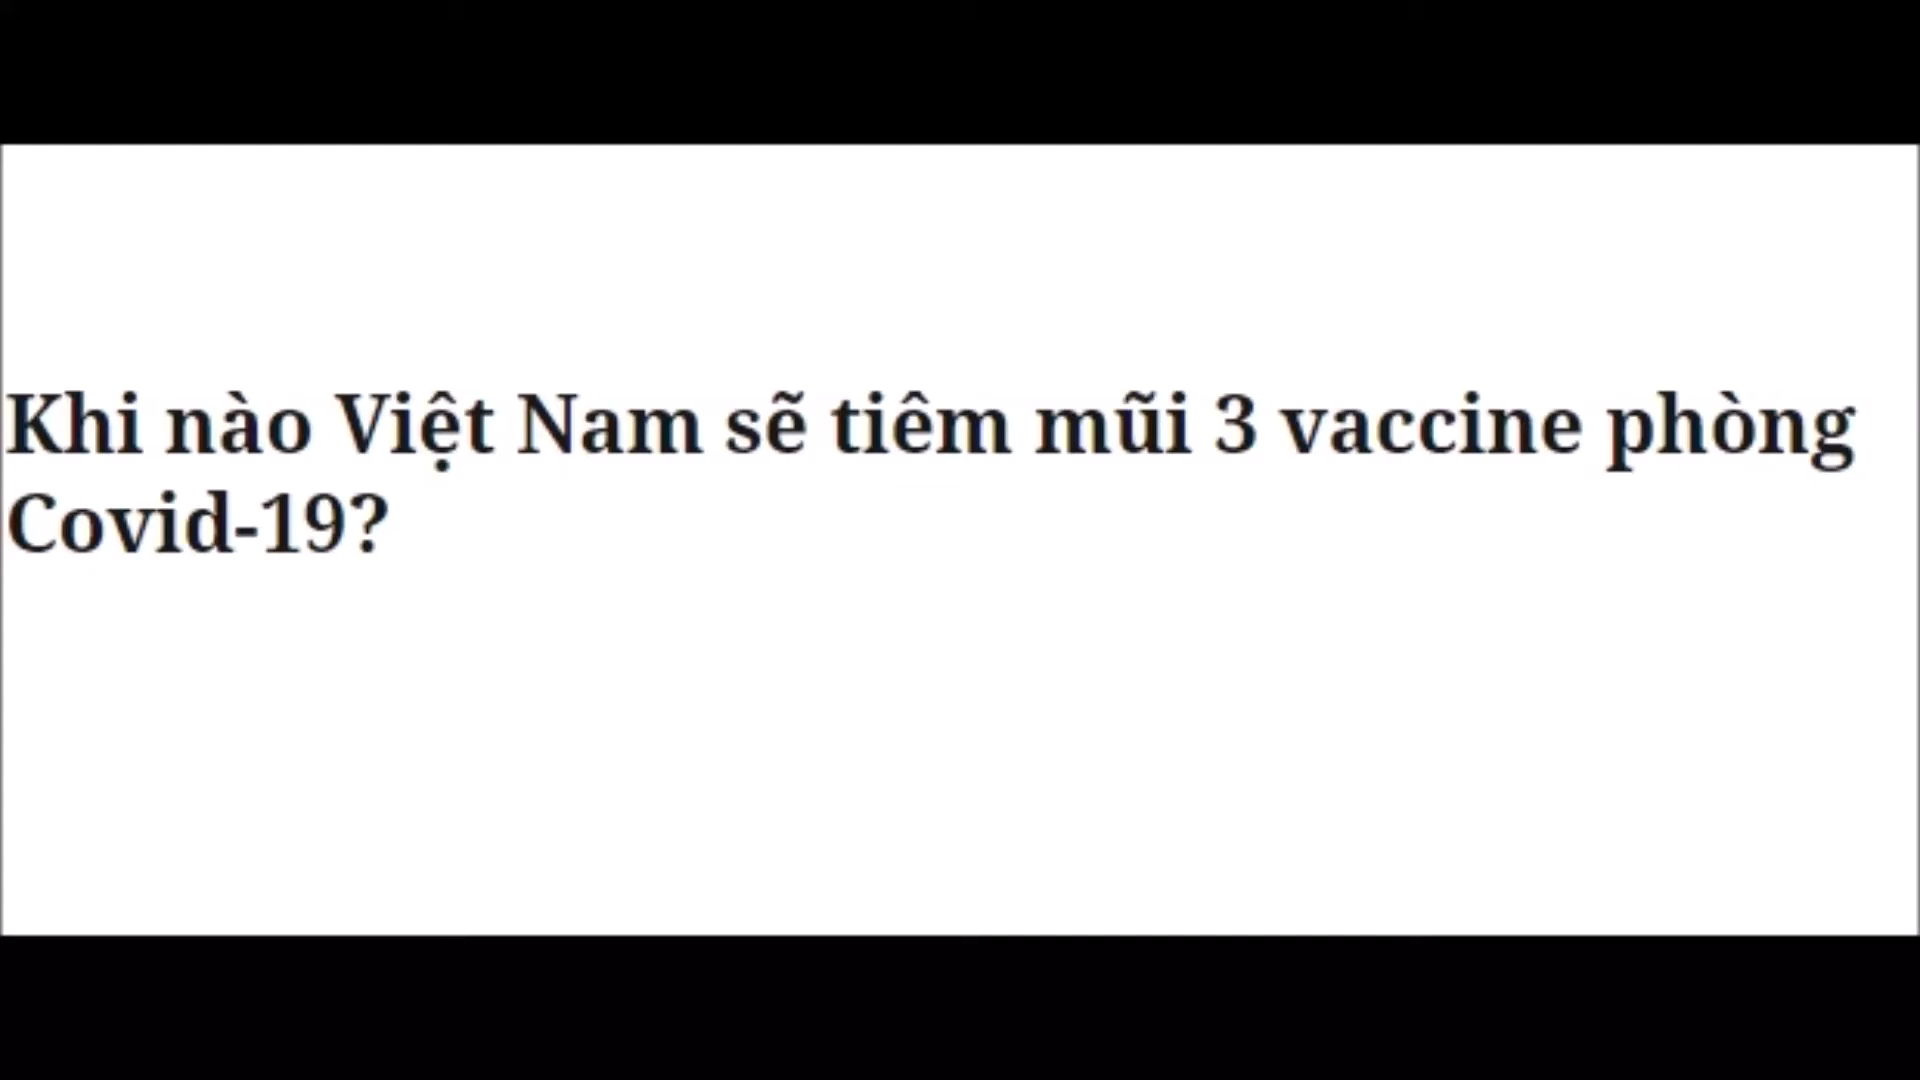 Khi nào Việt Nam sẽ tiêm mũi 3 vaccine phòng
Covid-19?